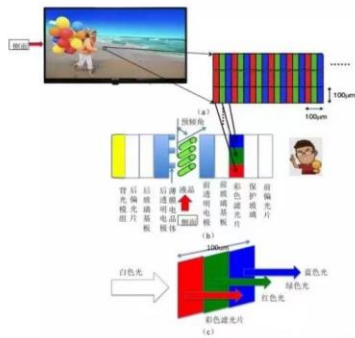 侧面
......
100μm
100μm
(a)
预倾角
背光模组
后偏光片
后玻璃基板
后透明电极
薄膜电晶体
液晶
侧面
前透明电极
前玻璃基板
彩色滤光片
保护玻璃
前偏光片
(b)
100μm
白色光
蓝色光
绿色光
红色光
彩色滤光片
(c)